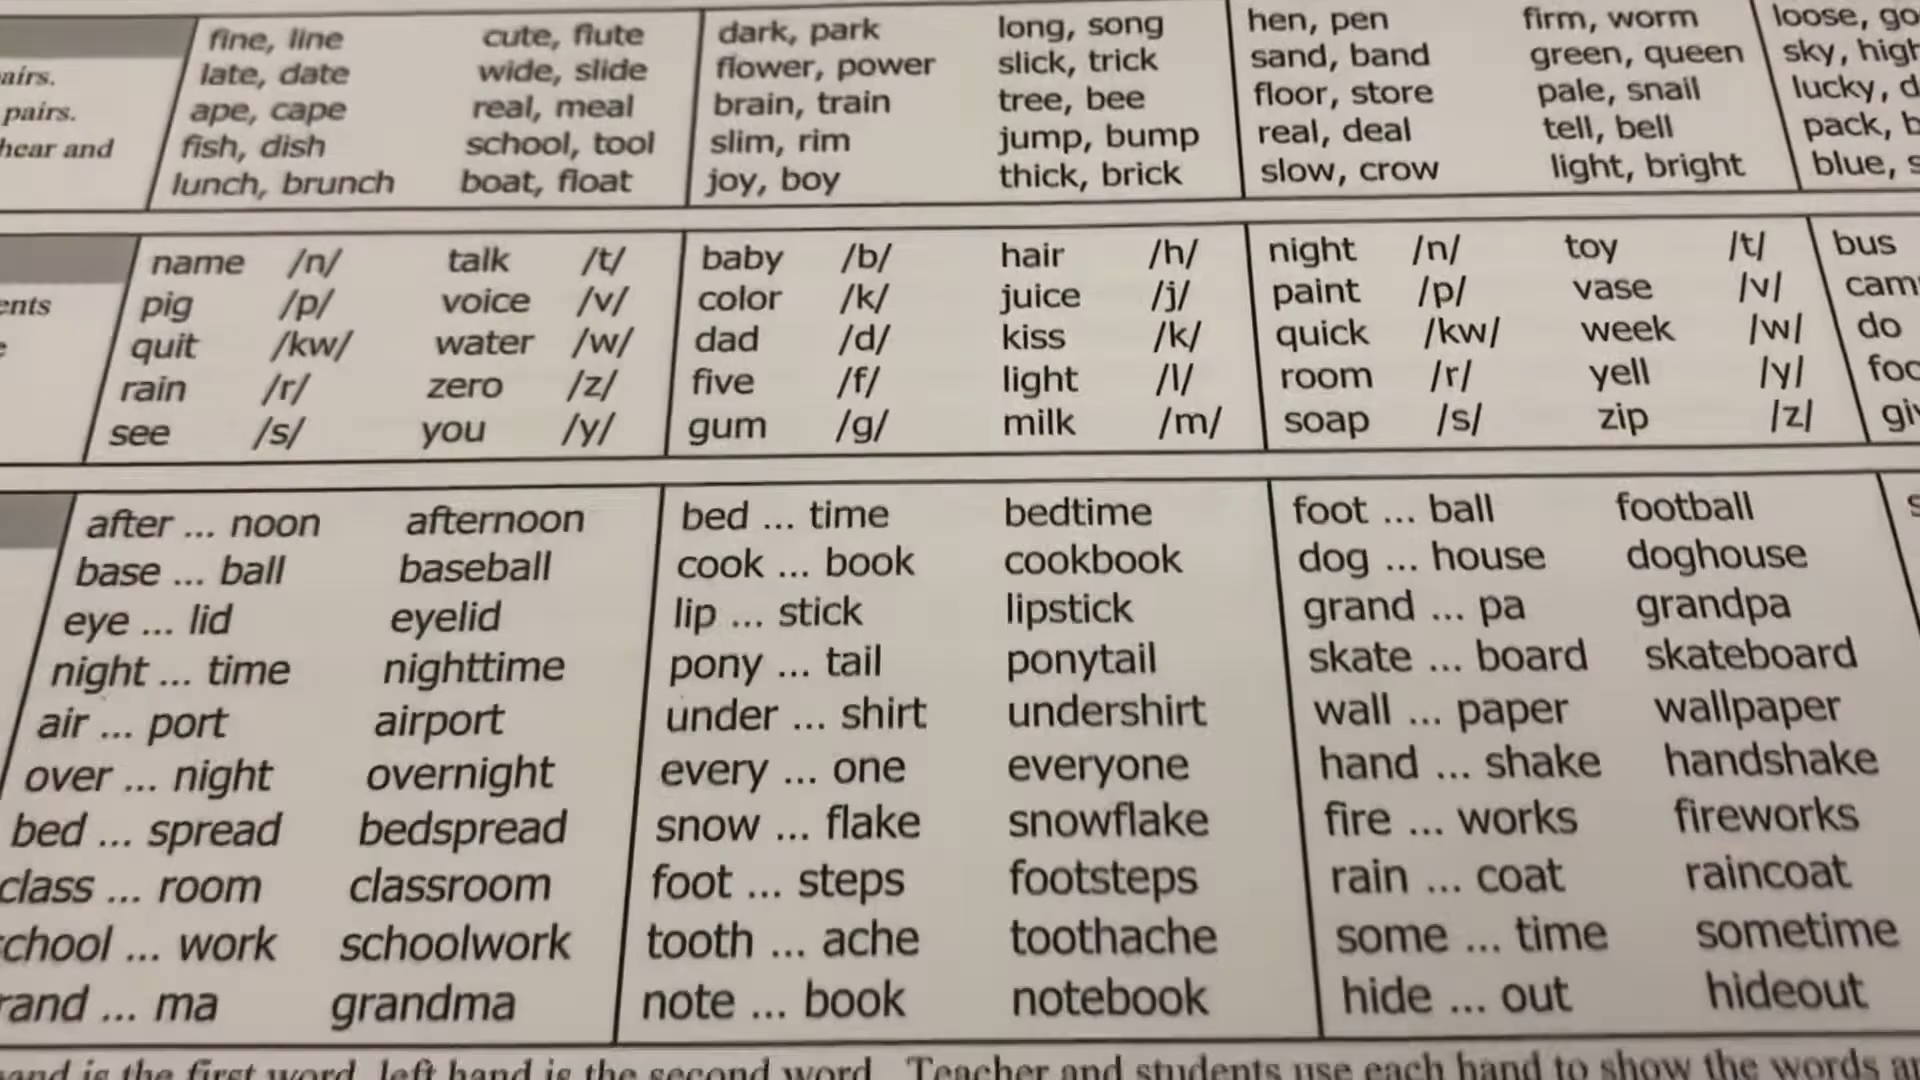 fine, line cute, flute dark, park long, song hen, pen firm, worm loose,
airs. late, date wide, slide flower, power slick, trick sand, band green, queen sky, high
pairs. ape, cape real, meal brain, train tree, bee floor, store pale, snail lucky,
hear and fish, dish school, tool slim, rim jump, bump real, deal tell, bell pack,
lunch, brunch boat, float joy, boy thick, brick slow, crow light, bright blue,
name /n/ talk /t/ baby /b/ hair /h/ night /n/ toy /t/ bus
ents pig /p/ voice /v/ color /k/ juice /j/ paint /p/ vase /v/ cam
e quit /kw/ water /w/ dad /d/ kiss /k/ quick /kw/ week /w/ do
rain /r/ zero /z/ five /f/ light /l/ room /r/ yell /y/
see /s/ you /y/ gum /g/ milk /m/ soap /s/ zip /z/
after ... noon afternoon bed ... time bedtime foot ... ball football
base ... ball baseball cook ... book cookbook dog ... house doghouse
eye ... lid eyelid lip ... stick lipstick grand ... pa grandpa
night ... time nighttime pony ... tail ponytail skate ... board skateboard
air ... port airport under ... shirt undershirt wall ... paper wallpaper
over ... night overnight every ... one everyone hand ... shake handshake
bed ... spread bedspread snow ... flake snowflake fire ... works fireworks
class ... room classroom foot ... steps footsteps rain ... coat raincoat
chool ... work schoolwork tooth ... ache toothache some ... time sometime
rand ... ma grandma note ... book notebook hide ... out hideout
and is the first word, left hand is the second word. Teacher and students use each hand to show the words